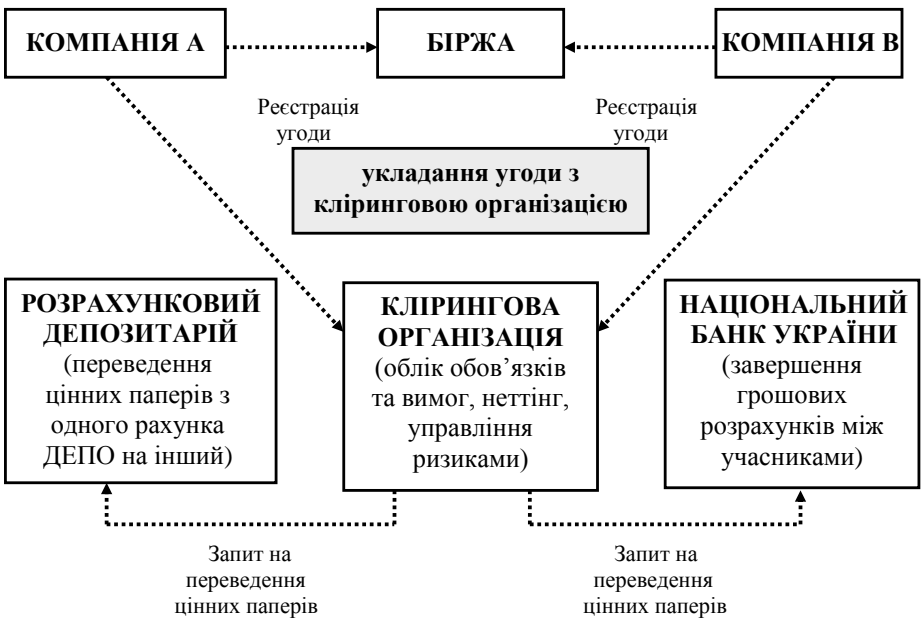 КОМПАНІЯ А
БІРЖА
КОМПАНІЯ В
Реєстрація
угоди
Реєстрація
угоди
укладання угоди з
кліринговою організацією
РОЗРАХУНКОВИЙ
ДЕПОЗИТАРІЙ
(переведення
цінних паперів з
одного рахунка
ДЕПО на інший)
КЛІРИНГОВА
ОРГАНІЗАЦІЯ
(облік обов’язків
та вимог, неттінг,
управління
ризиками)
НАЦІОНАЛЬНИЙ
БАНК УКРАЇНИ
(завершення
грошових
розрахунків між
учасниками)
Запит на
переведення
цінних паперів
Запит на
переведення
цінних паперів